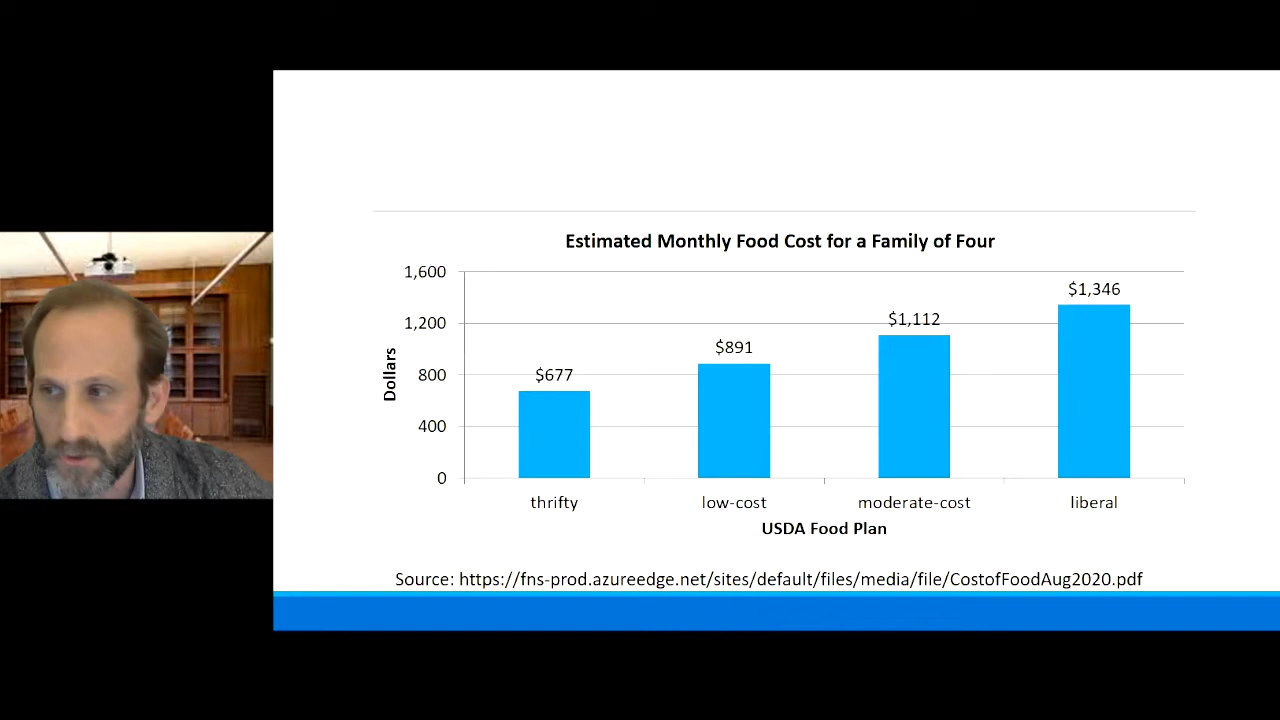 Estimated Monthly Food Cost for a Family of Four
1,600
$1,346
1,200
$1,112
$891
800
$677
400
0
Dollars
thrifty low-cost moderate-cost liberal
USDA Food Plan
Source: https://fns-prod.azureedge.net/sites/default/files/media/file/CostofFoodAug2020.pdf